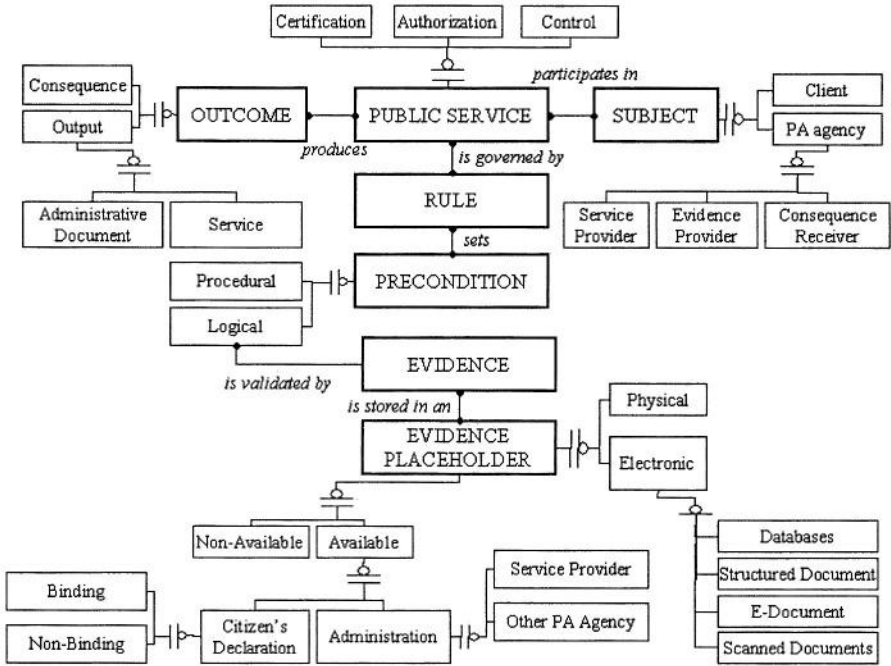 Certification
Authorization
Control
participates in
Consequence
Output
OUTCOME
PUBLIC SERVICE
SUBJECT
Client
PA agency
produces
is governed by
Administrative
Document
Service
RULE
Service
Provider
Evidence
Provider
Consequence
Receiver
sets
Procedural
Logical
PRECONDITION
EVIDENCE
is validated by
is stored in an
EVIDENCE
PLACEHOLDER
Physical
Electronic
Non-Available
Available
Databases
Structured Document
E-Document
Scanned Documents
Binding
Non-Binding
Citizen's
Declaration
Administration
Service Provider
Other PA Agency